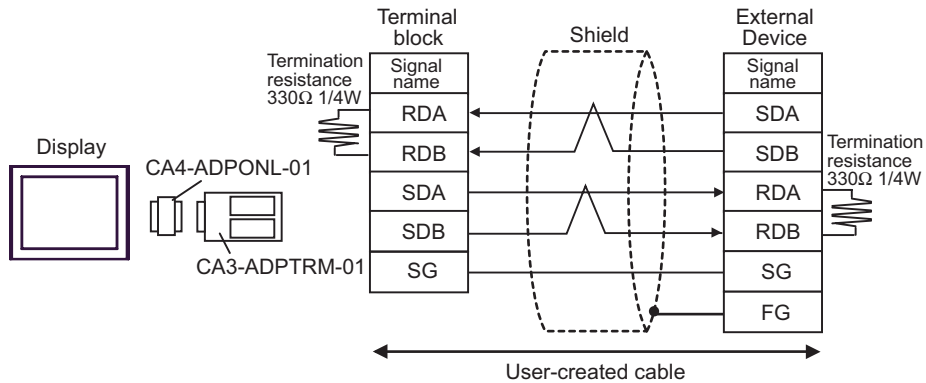 Display
CA4-ADPONL-01
CA3-ADPTRM-01
Termination
resistance
330Ω 1/4W
Terminal
block
Signal
name
RDA
RDB
SDA
SDB
SG
Shield
External
Device
Signal
name
SDA
SDB
RDA
RDB
SG
FG
Termination
resistance
330Ω 1/4W
User-created cable